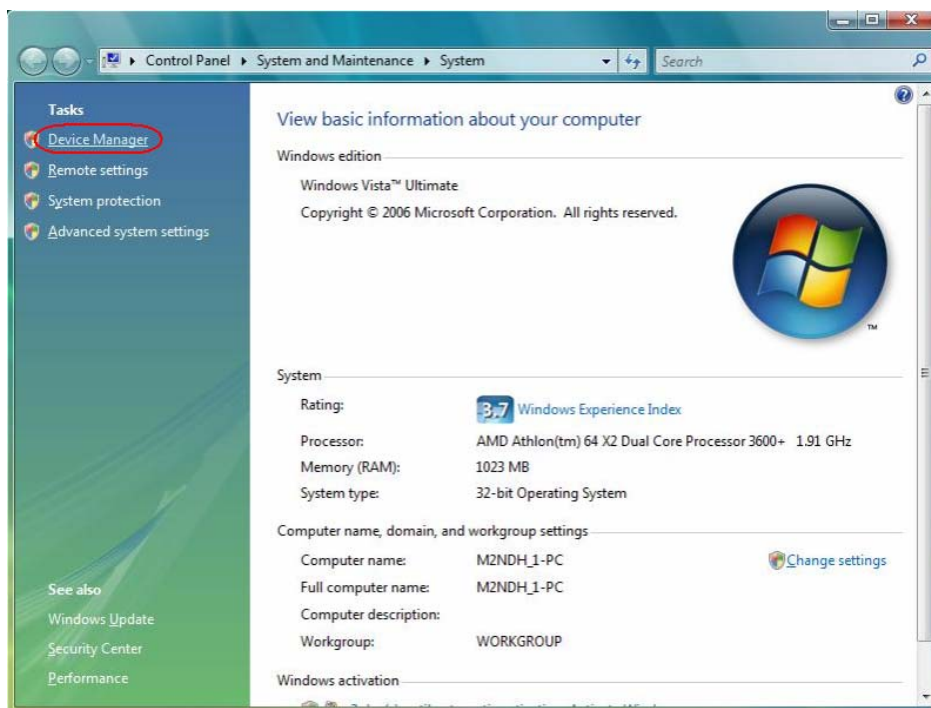 Control Panel System and Maintenance System
Search
Tasks
Device Manager
Remote settings
System protection
Advanced system settings
View basic information about your computer
Windows edition
Windows Vista™ Ultimate
Copyright © 2006 Microsoft Corporation. All rights reserved.
TM
System
Rating: 3.7 Windows Experience Index
Processor: AMD Athlon(tm) 64 X2 Dual Core Processor 3600+ 1.91 GHz
Memory (RAM): 1023 MB
System type: 32-bit Operating System
Computer name, domain, and workgroup settings
Computer name: M2NDH_1-PC Change settings
Full computer name: M2NDH_1-PC
Computer description:
Workgroup: WORKGROUP
See also
Windows Update
Security Center
Performance
Windows activation